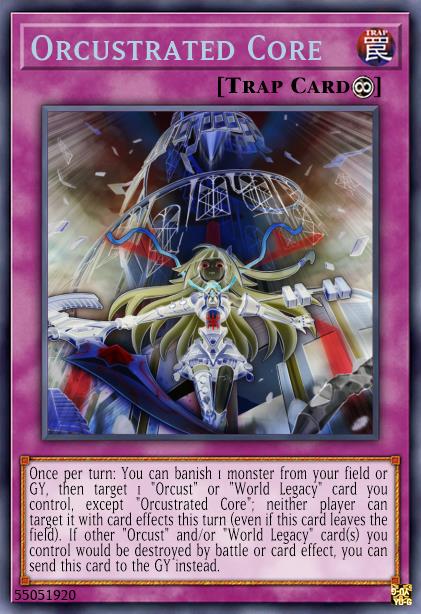 Orcustrated Core
TRAP
罠
[Trap Card♾]
Once per turn: You can banish 1 monster from your field or
GY, then target 1 "Orcust" or "World Legacy" card you
control, except "Orcustrated Core"; neither player can
target it with card effects this turn (even if this card leaves the
field). If other "Orcust" and/or "World Legacy" card(s) you
control would be destroyed by battle or card effect, you can
send this card to the GY instead.
55051920